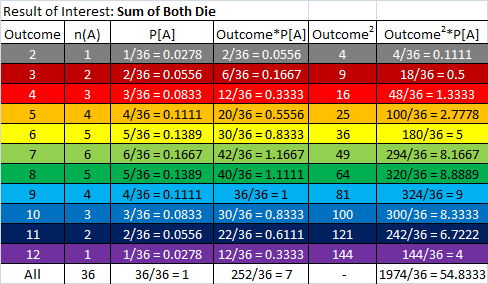 Result of Interest: Sum of Both Die
Outcome n(A) P[A] Outcome*P[A] Outcome² Outcome²*P[A]
2 1 1/36 = 0.0278 2/36 = 0.0556 4 4/36 = 0.1111
3 2 2/36 = 0.0556 6/36 = 0.1667 9 18/36 = 0.5
4 3 3/36 = 0.0833 12/36 = 0.3333 16 48/36 = 1.3333
5 4 4/36 = 0.1111 20/36 = 0.5556 25 100/36 = 2.7778
6 5 5/36 = 0.1389 30/36 = 0.8333 36 180/36 = 5
7 6 6/36 = 0.1667 42/36 = 1.1667 49 294/36 = 8.1667
8 5 5/36 = 0.1389 40/36 = 1.1111 64 320/36 = 8.8889
9 4 4/36 = 0.1111 36/36 = 1 81 324/36 = 9
10 3 3/36 = 0.0833 30/36 = 0.8333 100 300/36 = 8.3333
11 2 2/36 = 0.0556 22/36 = 0.6111 121 242/36 = 6.7222
12 1 1/36 = 0.0278 12/36 = 0.3333 144 144/36 = 4
All 36 36/36 = 1 252/36 = 7 - 1974/36 = 54.8333